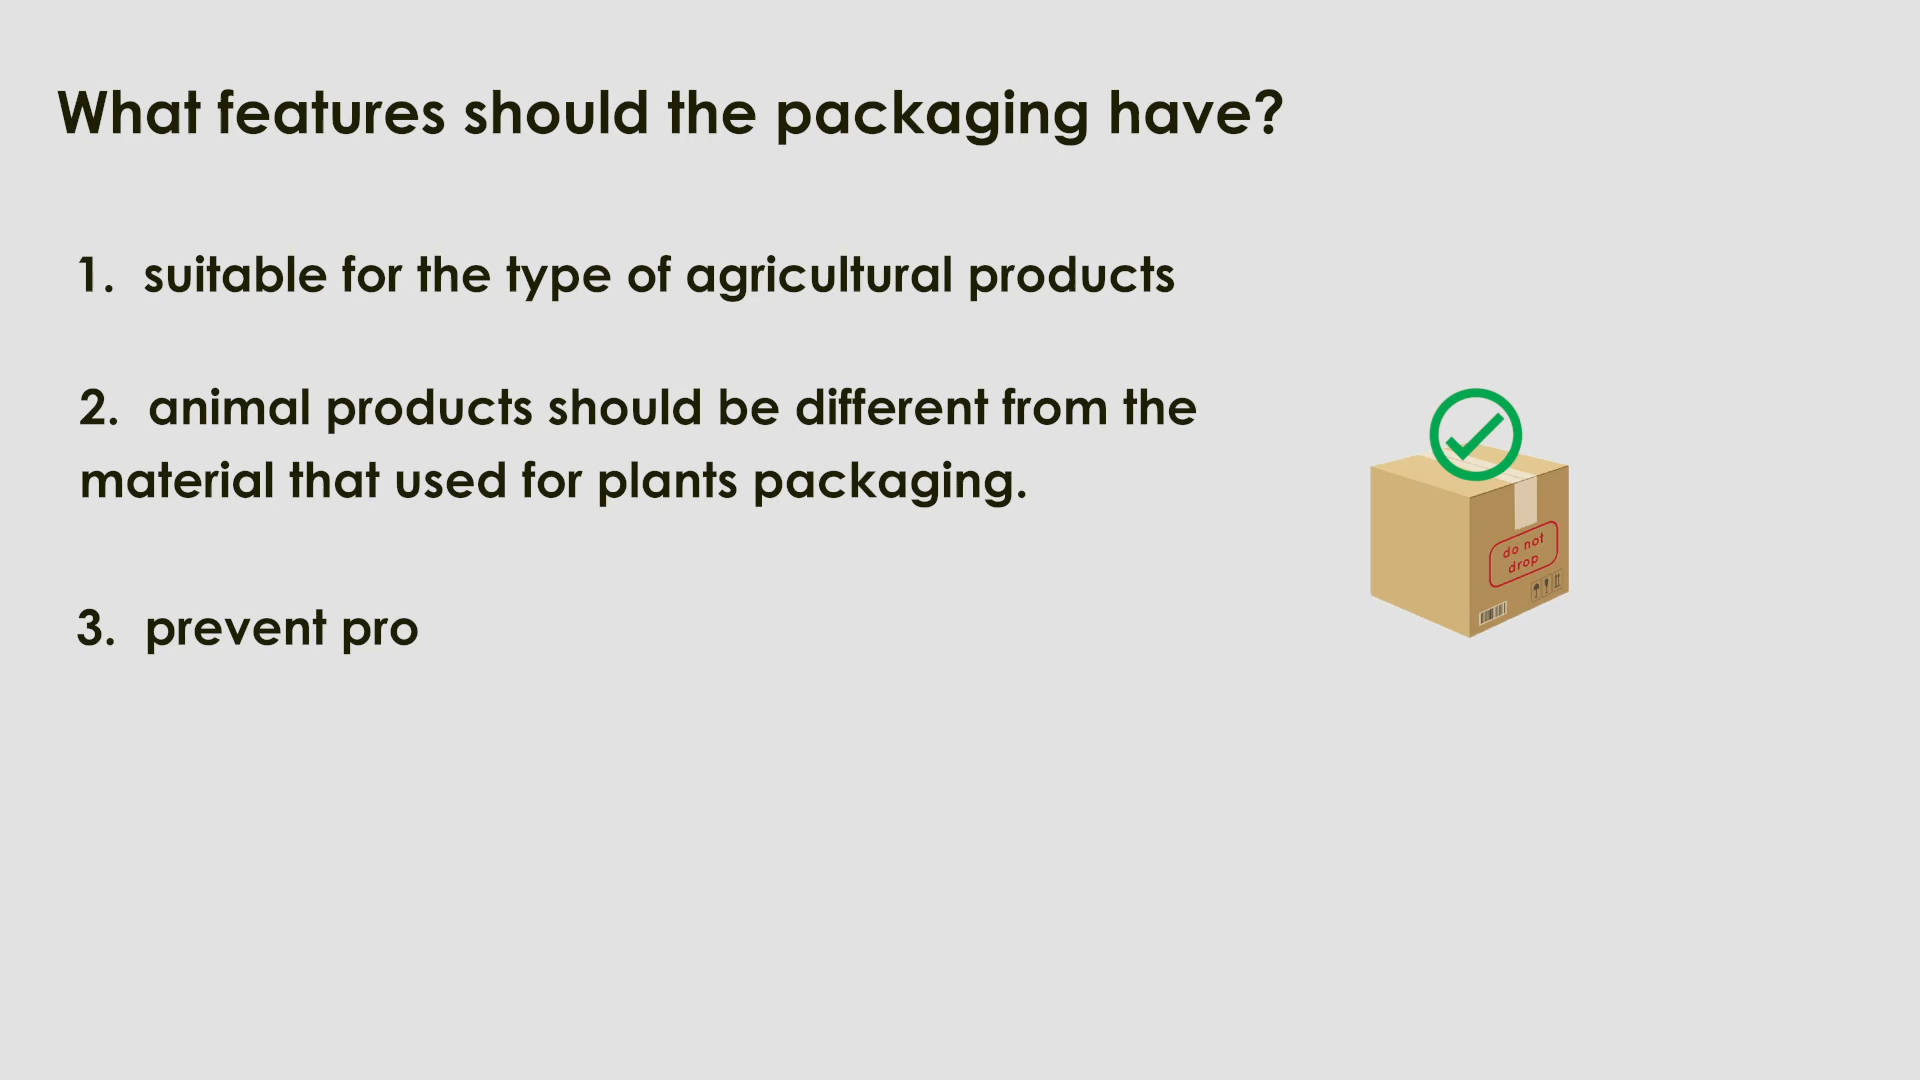 What features should the packaging have?
1. suitable for the type of agricultural products
2. animal products should be different from the
material that used for plants packaging.
3. prevent pro
do not
drop